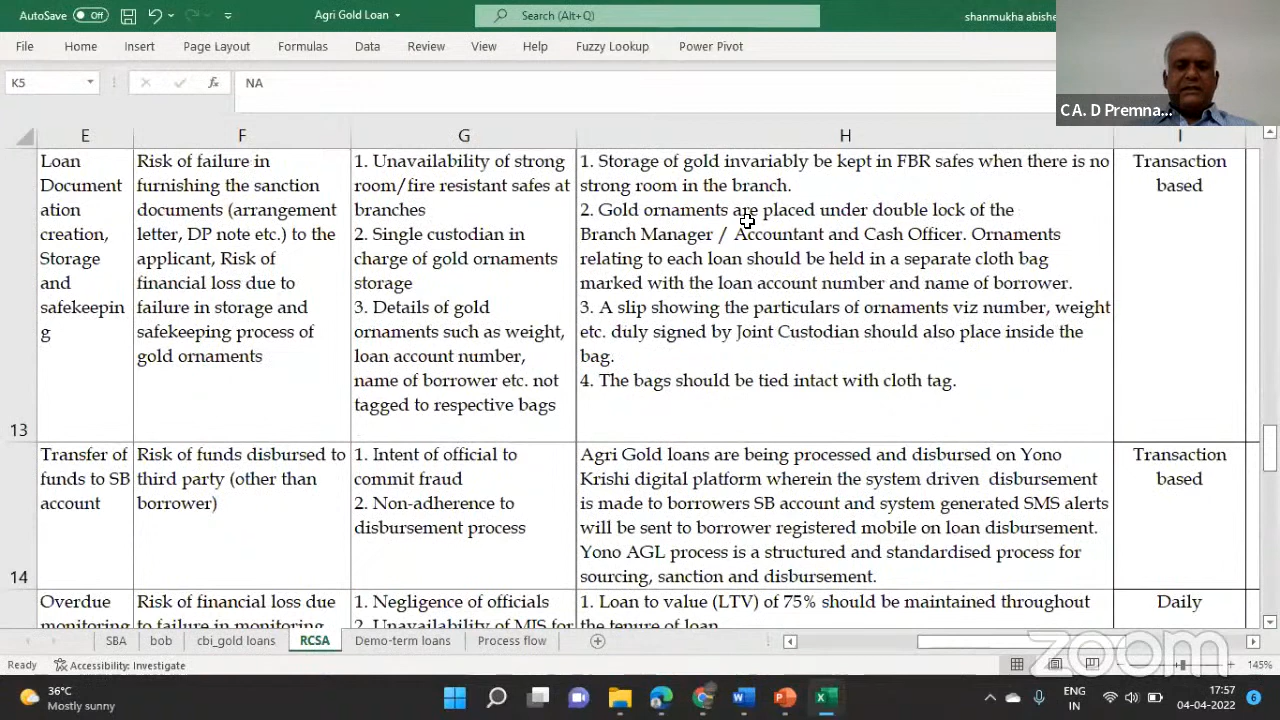 AutoSave Off Agri Gold Loan Search (Alt+Q) shanmukha abishe
File Home Insert Page Layout Formulas Data Review View Help Fuzzy Lookup Power Pivot
K5 fx NA
C A. D Premna...
E F G H I
Loan
Document
ation
creation,
Storage
and
safekeepin
g
Risk of failure in
furnishing the sanction
documents (arrangement
letter, DP note etc.) to the
applicant, Risk of
financial loss due to
failure in storage and
safekeeping process of
gold ornaments
1. Unavailability of strong
room/fire resistant safes at
branches
2. Single custodian in
charge of gold ornaments
storage
3. Details of gold
ornaments such as weight,
loan account number,
name of borrower etc. not
tagged to respective bags
1. Storage of gold invariably be kept in FBR safes when there is no
strong room in the branch.
2. Gold ornaments are placed under double lock of the
Branch Manager / Accountant and Cash Officer. Ornaments
relating to each loan should be held in a separate cloth bag
marked with the loan account number and name of borrower.
3. A slip showing the particulars of ornaments viz number, weight
etc. duly signed by Joint Custodian should also place inside the
bag.
4. The bags should be tied intact with cloth tag.
Transaction
based
13
Transfer of
funds to SB
account
Risk of funds disbursed to
third party (other than
borrower)
1. Intent of official to
commit fraud
2. Non-adherence to
disbursement process
Agri Gold loans are being processed and disbursed on Yono
Krishi digital platform wherein the system driven disbursement
is made to borrowers SB account and system generated SMS alerts
will be sent to borrower registered mobile on loan disbursement.
Yono AGL process is a structured and standardised process for
sourcing, sanction and disbursement.
Transaction
based
14
Overdue
monitoring
Risk of financial loss due
to failure in monitoring
1. Negligence of officials
2. Unavailability of MIS for
1. Loan to value (LTV) of 75% should be maintained throughout
the tenure of loan
Daily
SBA bob cbi_gold loans RCSA Demo-term loans Process flow
zoom
Ready Accessibility: Investigate 145%
36°C
Mostly sunny
ENG
IN
17:57
04-04-2022
6